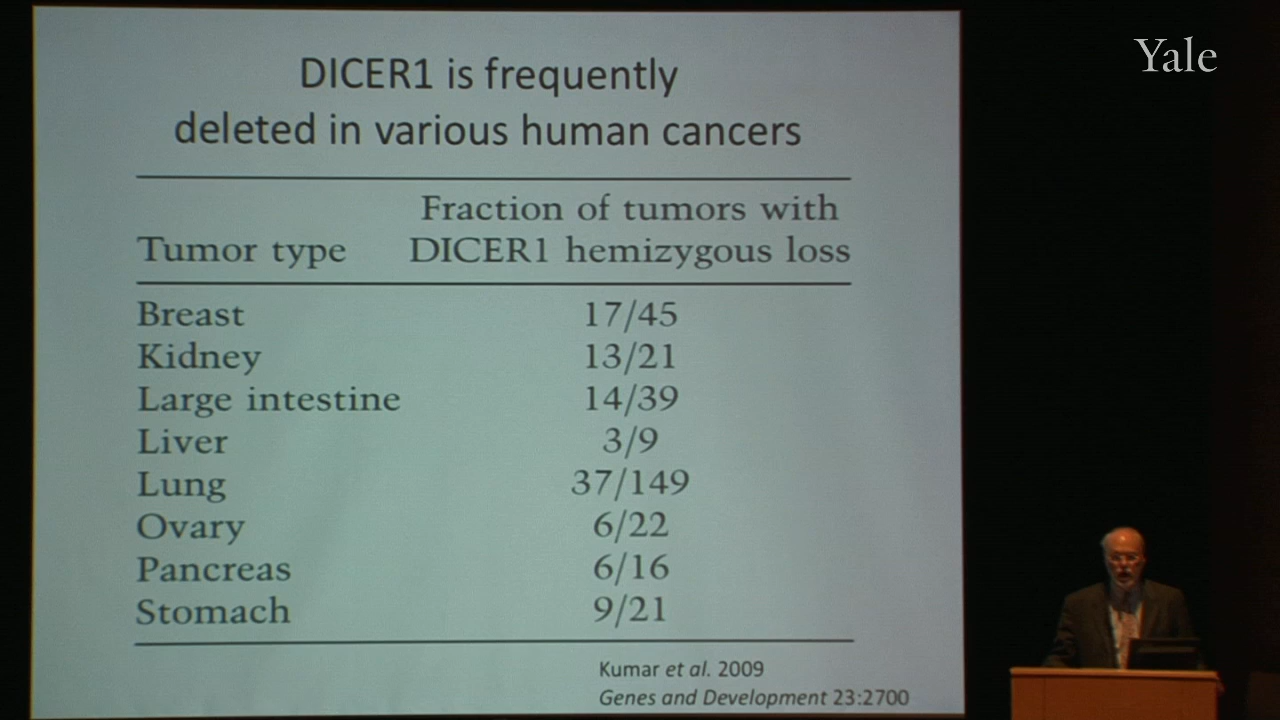 Yale
DICER1 is frequently
deleted in various human cancers
Fraction of tumors with
Tumor type DICER1 hemizygous loss
Breast 17/45
Kidney 13/21
Large intestine 14/39
Liver 3/9
Lung 37/149
Ovary 6/22
Pancreas 6/16
Stomach 9/21
Kumar et al. 2009
Genes and Development 23:2700